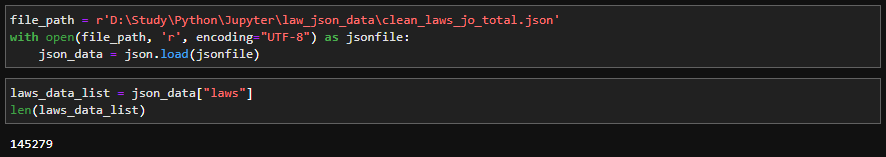 file_path = r'D:\Study\Python\Jupyter\law_json_data\clean_laws_jo_total.json'
with open(file_path, 'r', encoding="UTF-8") as jsonfile:
    json_data = json.load(jsonfile)
laws_data_list = json_data["laws"]
len(laws_data_list)
145279